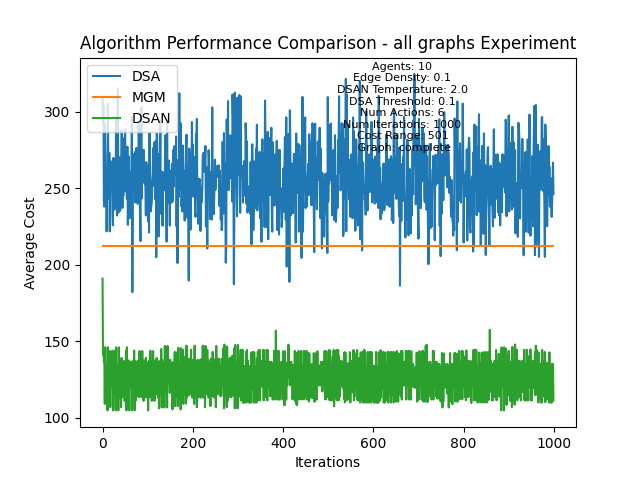 Algorithm Performance Comparison - all graphs Experiment
DSA
MGM
DSAN
Agents: 10
Edge Density: 0.1
DSAN Temperature: 2.0
DSA Threshold: 0.1
Num Actions: 6
Num Iterations: 1000
Cost Range: 501
Graph: complete
Average Cost
300
250
200
150
100
0
200
400
600
800
1000
Iterations